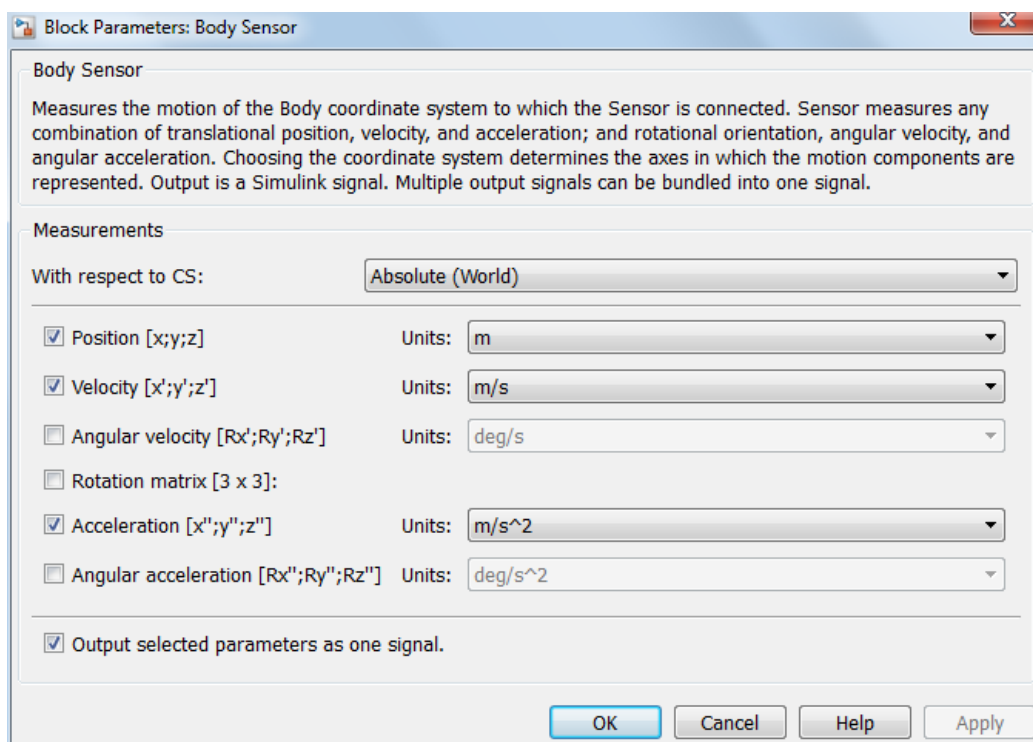 Block Parameters: Body Sensor
Body Sensor
Measures the motion of the Body coordinate system to which the Sensor is connected. Sensor measures any
combination of translational position, velocity, and acceleration; and rotational orientation, angular velocity, and
angular acceleration. Choosing the coordinate system determines the axes in which the motion components are
represented. Output is a Simulink signal. Multiple output signals can be bundled into one signal.
Measurements
With respect to CS: Absolute (World)
Position [x;y;z] Units: m
Velocity [x';y';z'] Units: m/s
Angular velocity [Rx';Ry';Rz'] Units: deg/s
Rotation matrix [3 x 3]:
Acceleration [x";y";z"] Units: m/s^2
Angular acceleration [Rx";Ry";Rz"] Units: deg/s^2
Output selected parameters as one signal.
OK Cancel Help Apply